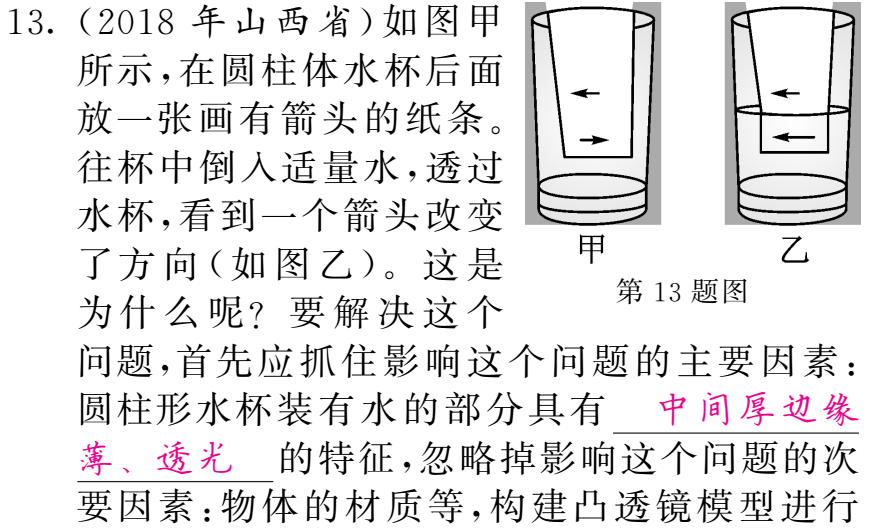 13. (2018 年山西省)如图甲
所示,在圆柱体水杯后面
放一张画有箭头的纸条。
往杯中倒入适量水,透过
水杯,看到一个箭头改变
了方向(如图乙)。这是
为什么呢? 要解决这个
甲 乙
第 13 题图
问题,首先应抓住影响这个问题的主要因素:
圆柱形水杯装有水的部分具有 中间厚边缘
薄、透光 的特征,忽略掉影响这个问题的次
要因素:物体的材质等,构建凸透镜模型进行